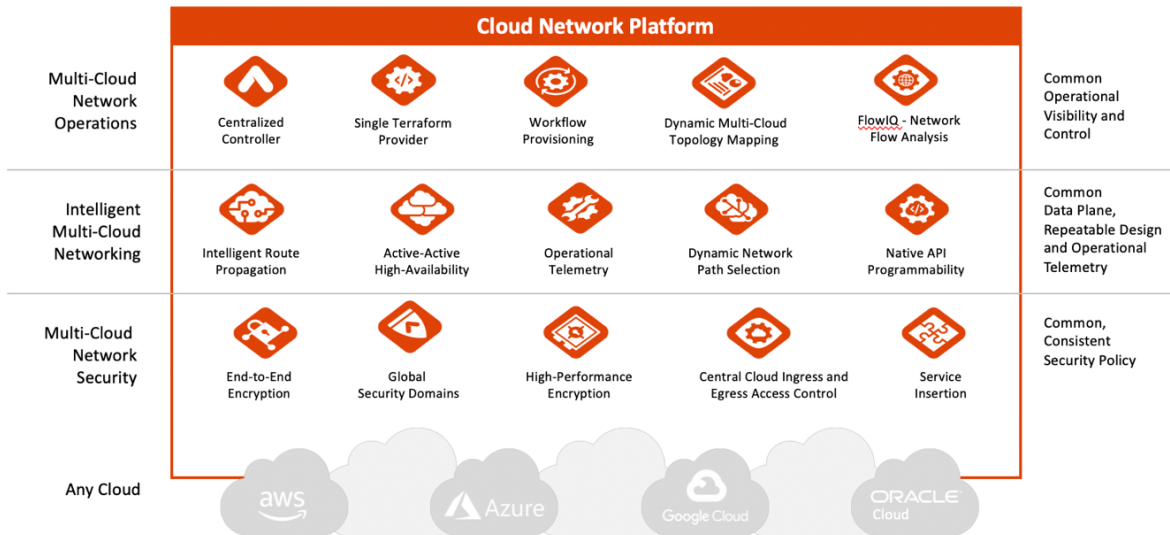 Cloud Network Platform
Multi-Cloud
Network
Operations
Centralized
Controller
Single Terraform
Provider
Workflow
Provisioning
Dynamic Multi-Cloud
Topology Mapping
FlowIQ - Network
Flow Analysis
Common
Operational
Visibility and
Control
Intelligent
Multi-Cloud
Networking
Intelligent Route
Propagation
Active-Active
High-Availability
Operational
Telemetry
Dynamic Network
Path Selection
Native API
Programmability
Common
Data Plane,
Repeatable Design
and Operational
Telemetry
Multi-Cloud
Network
Security
End-to-End
Encryption
Global
Security Domains
High-Performance
Encryption
Central Cloud Ingress and
Egress Access Control
Service
Insertion
Common,
Consistent
Security Policy
Any Cloud
aws
Azure
Google Cloud
ORACLE
Cloud